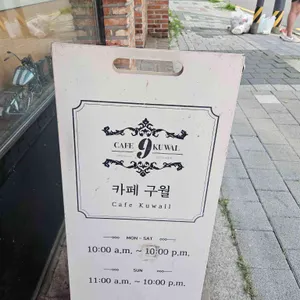 CAFE 9 KUWAL
카페 구월
Cafe Kuwall
MON - SAT
10:00 a.m. ~ 10:00 p.m.
SUN
11:00 a.m. ~ 10:00 p.m.